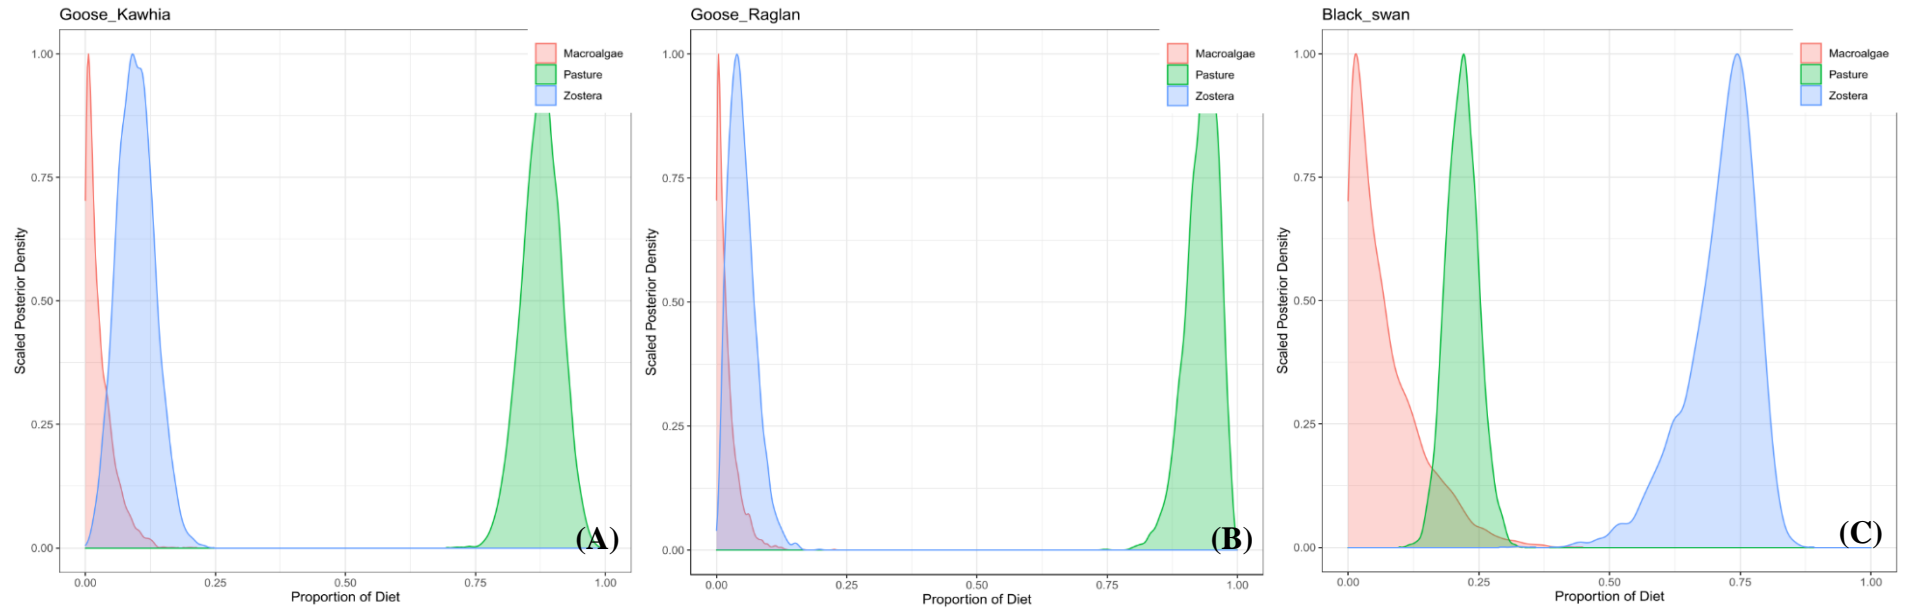 Goose_Kawhia
Macroalgae
Pasture
Zostera
1.00
0.75
0.50
0.25
0.00
Scaled Posterior Density
0.00 0.25 0.50 0.75 1.00
Proportion of Diet
(A)
Goose_Raglan
Macroalgae
Pasture
Zostera
1.00
0.75
0.50
0.25
0.00
Scaled Posterior Density
0.00 0.25 0.50 0.75 1.00
Proportion of Diet
(B)
Black_swan
Macroalgae
Pasture
Zostera
1.00
0.75
0.50
0.25
0.00
Scaled Posterior Density
0.00 0.25 0.50 0.75 1.00
Proportion of Diet
(C)